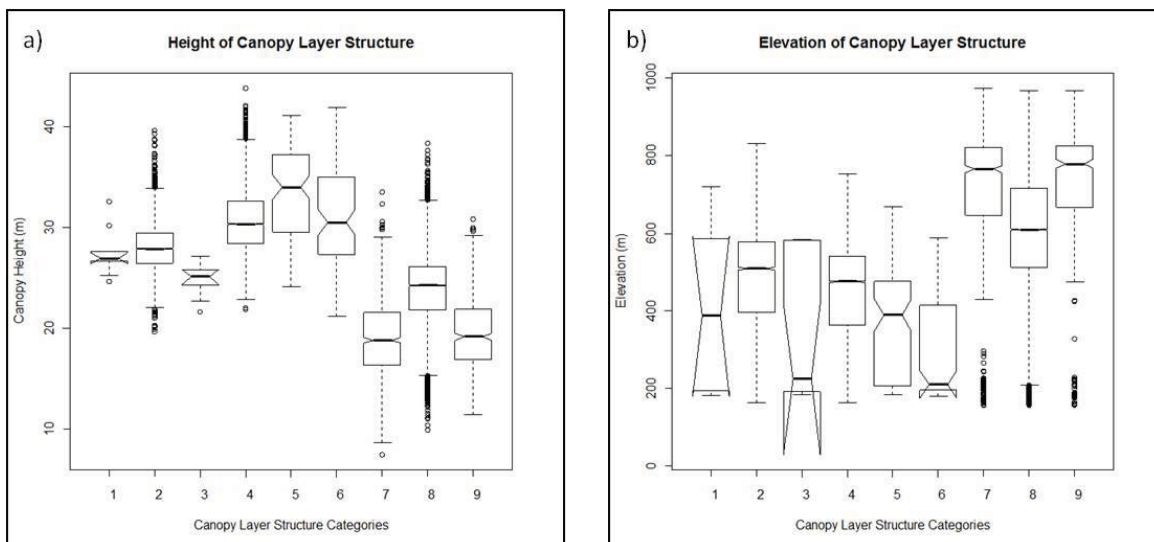 a)
Height of Canopy Layer Structure
Canopy Height (m)
40
30
20
10
1 2 3 4 5 6 7 8 9
Canopy Layer Structure Categories
b)
Elevation of Canopy Layer Structure
Elevation (m)
1000
800
600
400
200
0
1 2 3 4 5 6 7 8 9
Canopy Layer Structure Categories